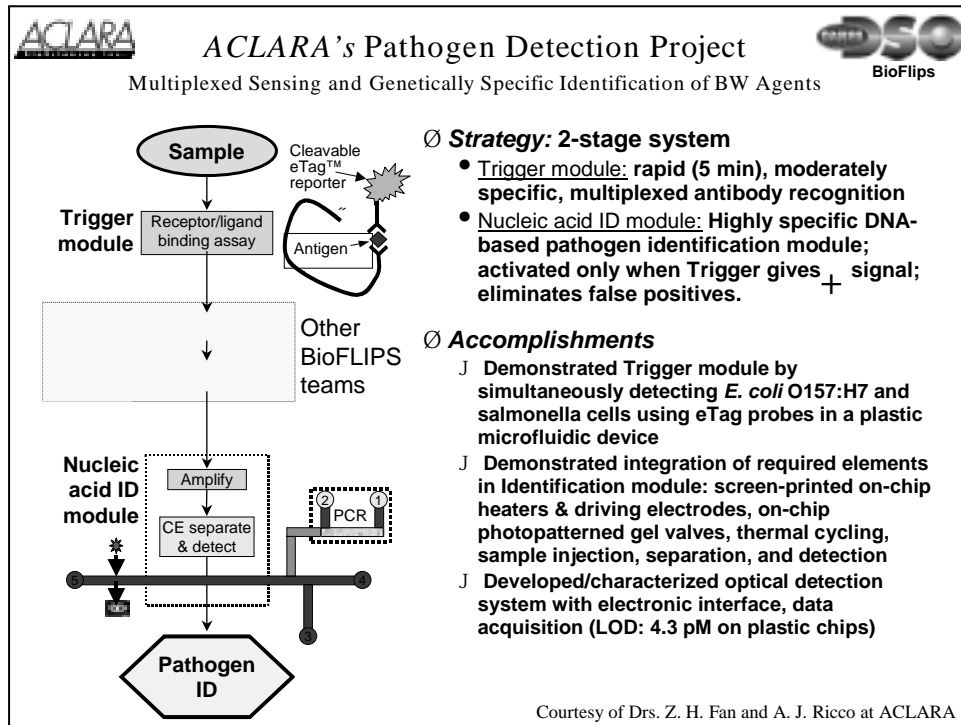 ACLARA
ACLARA's Pathogen Detection Project
DSO
BioFlips
Multiplexed Sensing and Genetically Specific Identification of BW Agents
Sample
Cleavable
eTag™
reporter
Trigger
module
Receptor/ligand
binding assay
Antigen
Other
BioFLIPS
teams
Nucleic
acid ID
module
Amplify
CE separate
& detect
2
1
PCR
5
4
3
Pathogen
ID
Ø Strategy: 2-stage system
• Trigger module: rapid (5 min), moderately
specific, multiplexed antibody recognition
• Nucleic acid ID module: Highly specific DNA-
based pathogen identification module;
activated only when Trigger gives + signal;
eliminates false positives.
Ø Accomplishments
J Demonstrated Trigger module by
simultaneously detecting E. coli O157:H7 and
salmonella cells using eTag probes in a plastic
microfluidic device
J Demonstrated integration of required elements
in Identification module: screen-printed on-chip
heaters & driving electrodes, on-chip
photopatterned gel valves, thermal cycling,
sample injection, separation, and detection
J Developed/characterized optical detection
system with electronic interface, data
acquisition (LOD: 4.3 pM on plastic chips)
Courtesy of Drs. Z. H. Fan and A. J. Ricco at ACLARA